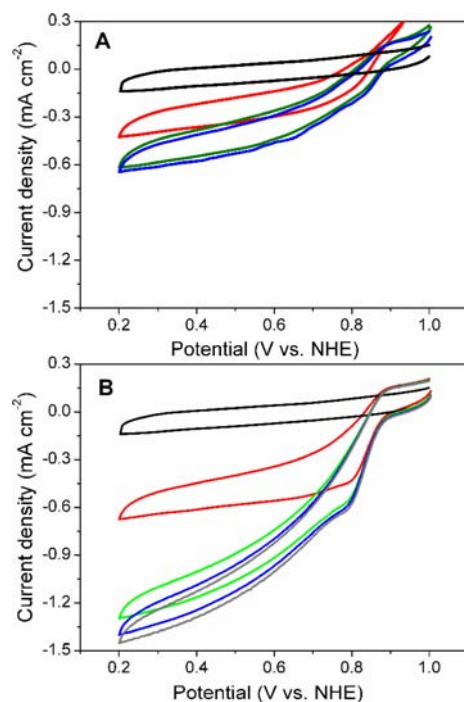 A
0.3
0.0
-0.3
-0.6
-0.9
-1.2
-1.5
Current density (mA cm-2)
0.2 0.4 0.6 0.8 1.0
Potential (V vs. NHE)
B
0.3
0.0
-0.3
-0.6
-0.9
-1.2
-1.5
Current density (mA cm-2)
0.2 0.4 0.6 0.8 1.0
Potential (V vs. NHE)